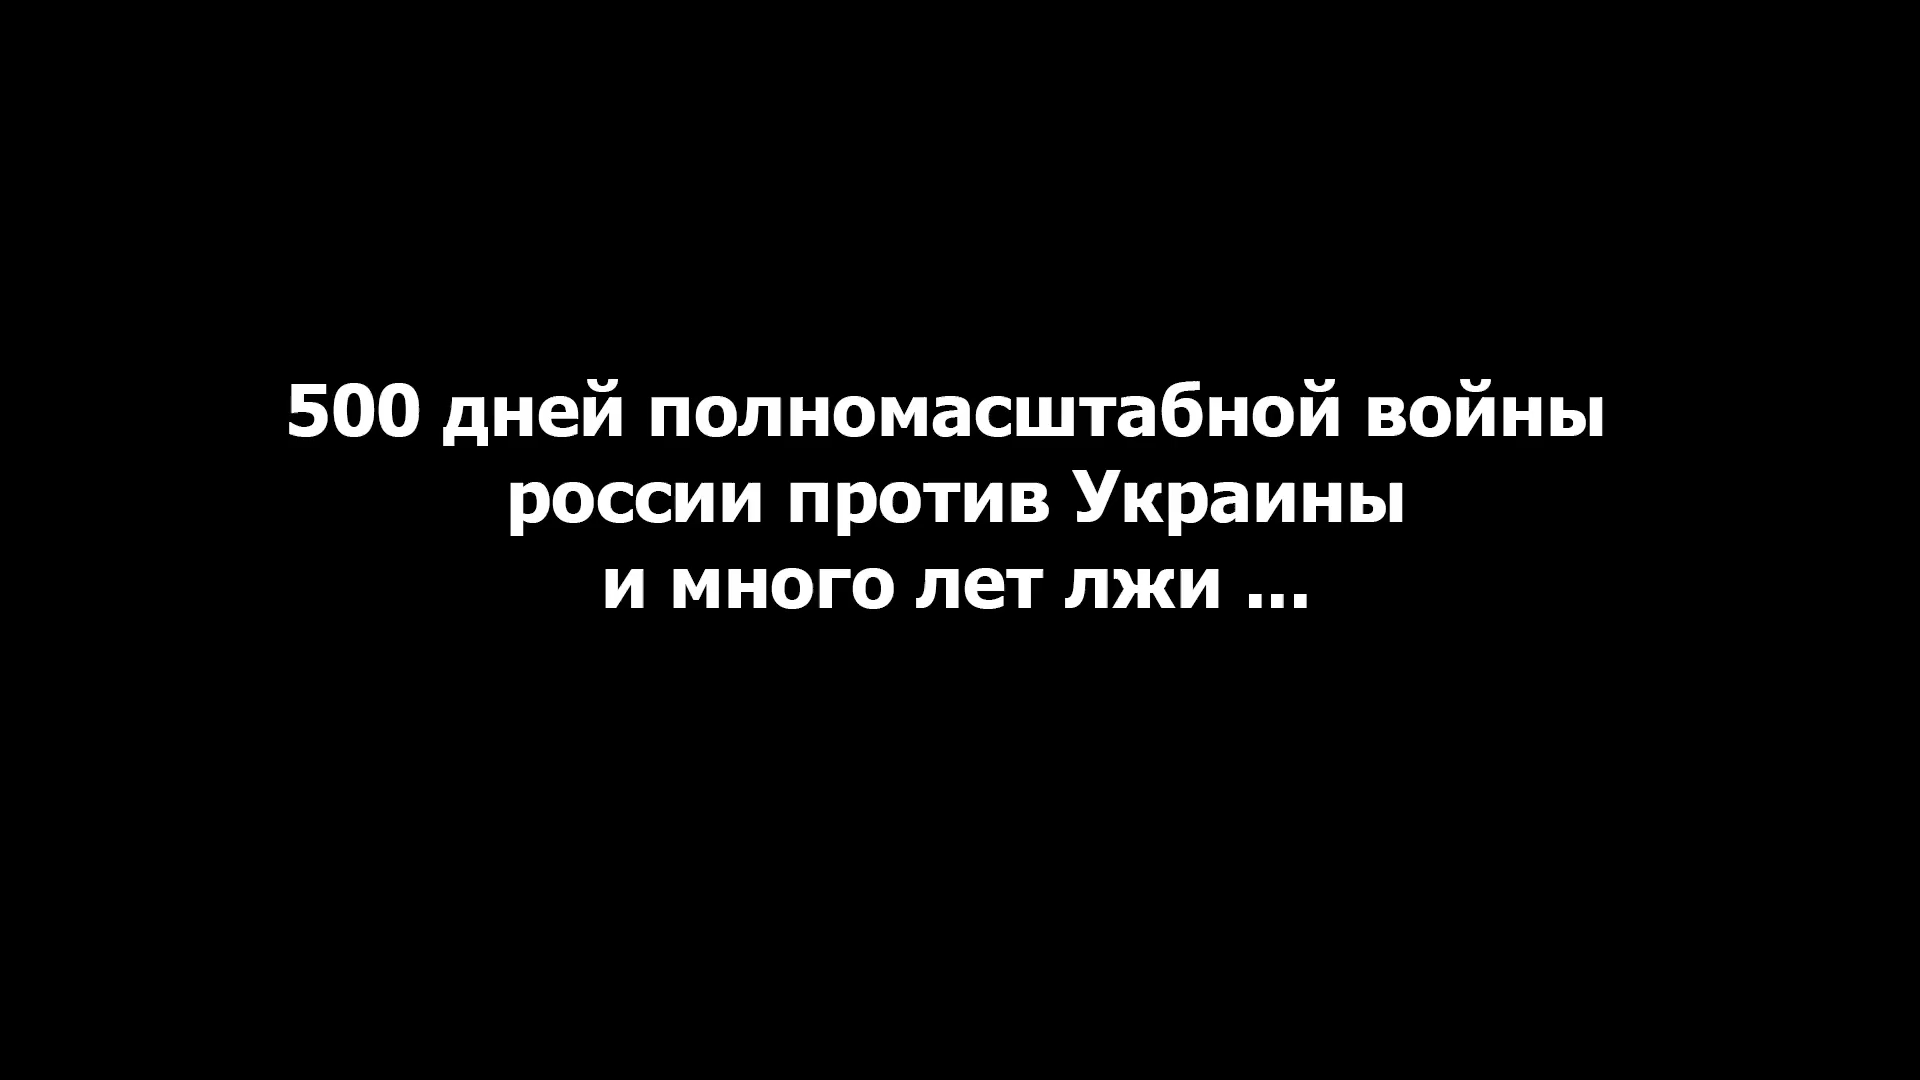 500 дней полномасштабной войны
россии против Украины
и много лет лжи ...